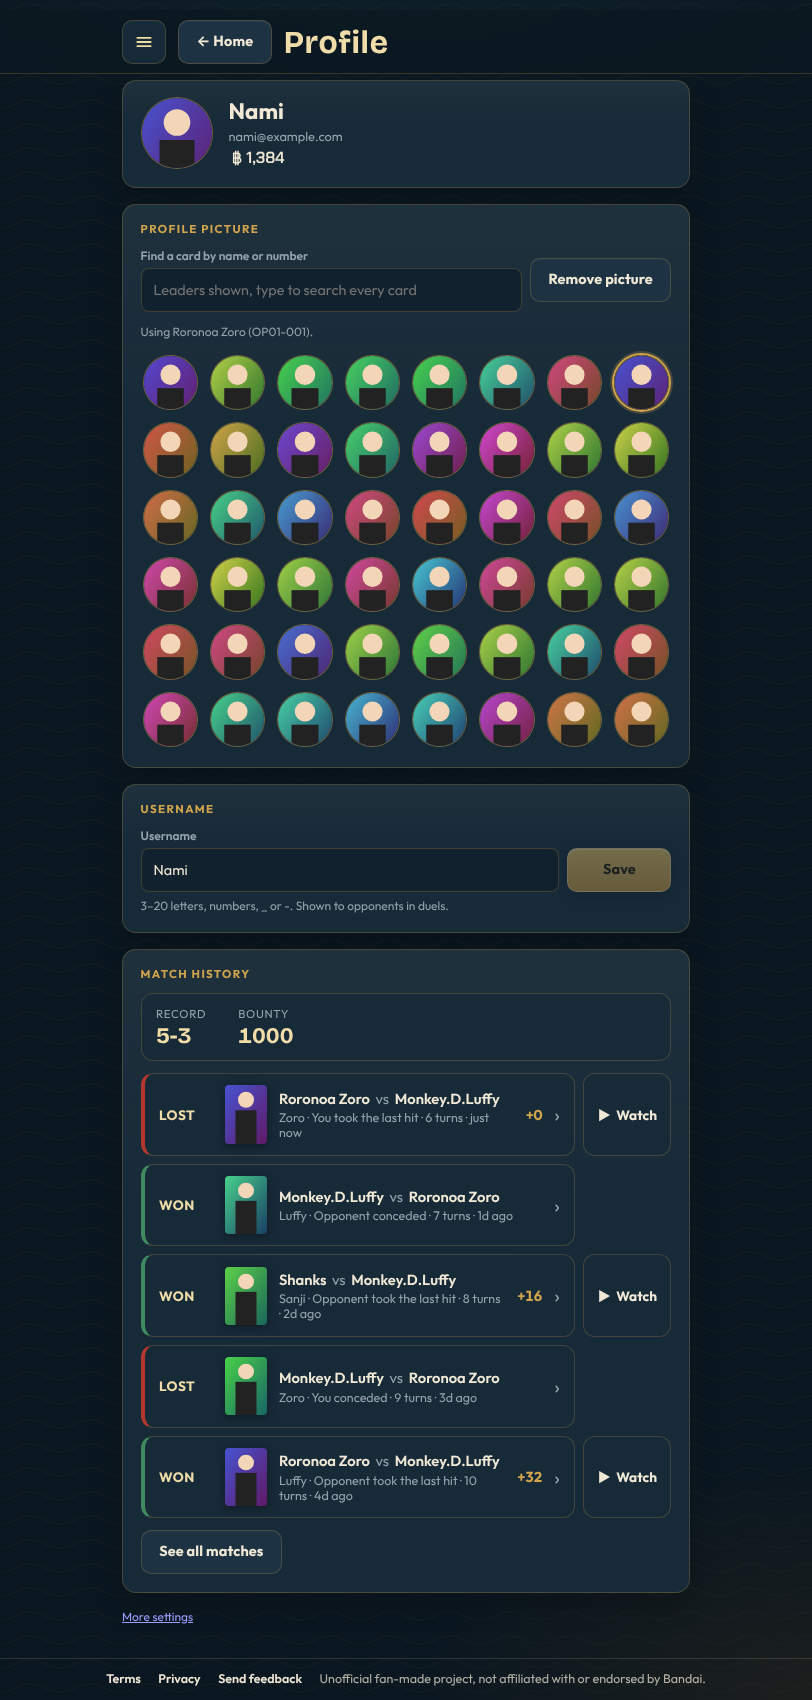 ← Home
Profile
Nami
nami@example.com
฿ 1,384
PROFILE PICTURE
Find a card by name or number
Leaders shown, type to search every card
Remove picture
Using Roronoa Zoro (OP01-001).
USERNAME
Username
Nami
Save
3–20 letters, numbers, _ or -. Shown to opponents in duels.
MATCH HISTORY
RECORD
5-3
BOUNTY
1000
LOST
Roronoa Zoro vs Monkey.D.Luffy
Zoro · You took the last hit · 6 turns · just
now
+0 ›
▶ Watch
WON
Monkey.D.Luffy vs Roronoa Zoro
Luffy · Opponent conceded · 7 turns · 1d ago
›
WON
Shanks vs Monkey.D.Luffy
Sanji · Opponent took the last hit · 8 turns
· 2d ago
+16 ›
▶ Watch
LOST
Monkey.D.Luffy vs Roronoa Zoro
Zoro · You conceded · 9 turns · 3d ago
›
WON
Roronoa Zoro vs Monkey.D.Luffy
Luffy · Opponent took the last hit · 10
turns · 4d ago
+32 ›
▶ Watch
See all matches
More settings
Terms Privacy Send feedback Unofficial fan-made project, not affiliated with or endorsed by Bandai.